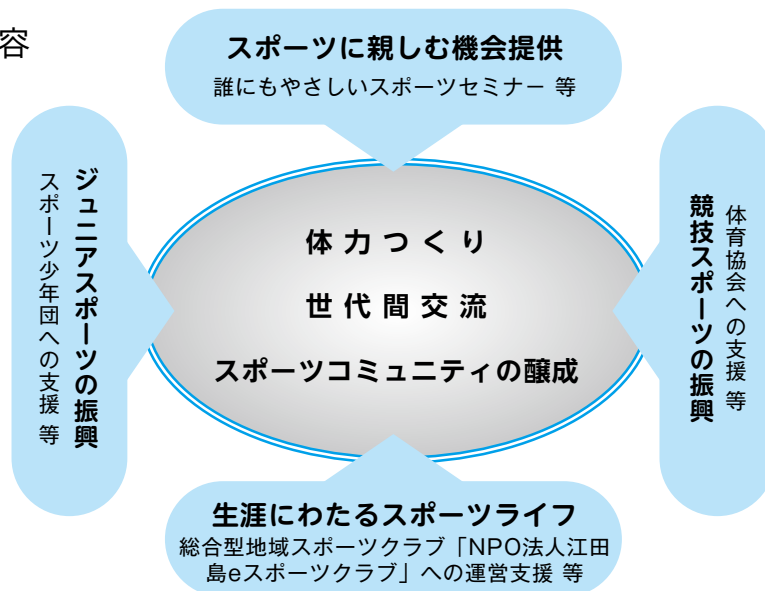 容
スポーツに親しむ機会提供
誰にもやさしいスポーツセミナー 等
ジュニアスポーツの振興
スポーツ少年団への支援 等
体力つくり
世代間交流
スポーツコミュニティの醸成
競技スポーツの振興
体育協会への支援 等
生涯にわたるスポーツライフ
総合型地域スポーツクラブ「NPO法人江田
島eスポーツクラブ」への運営支援 等